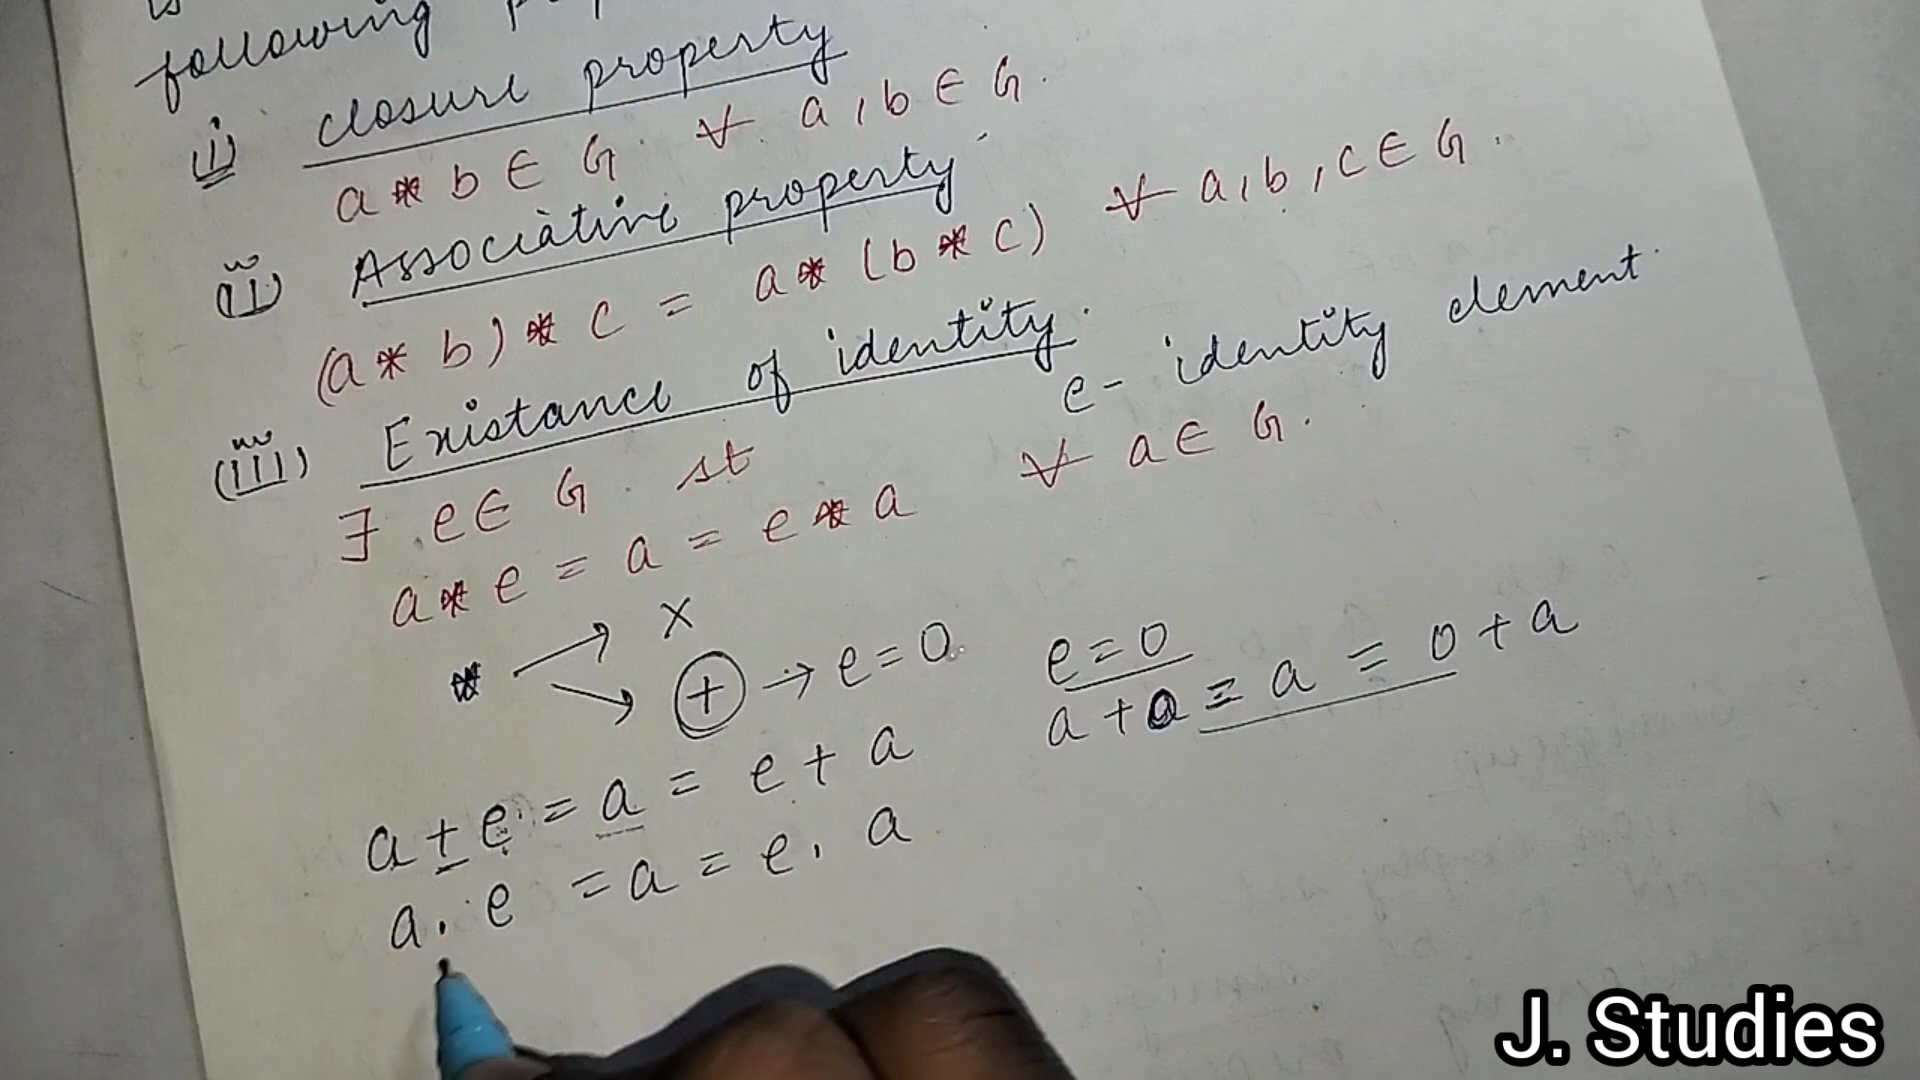 following
(i) closure property
a * b ∈ G. ∀ a, b ∈ G.
(ii) Associative property
(a * b) * c = a * (b * c) ∀ a, b, c ∈ G.
(iii) Existance of identity.
e - identity element.
∃ e ∈ G. st
a * e = a = e * a ∀ a ∈ G.
* → ×
→ + → e = 0.
e = 0
a + 0 = a = 0 + a
a + e = a = e + a
a . e = a = e . a
J. Studies